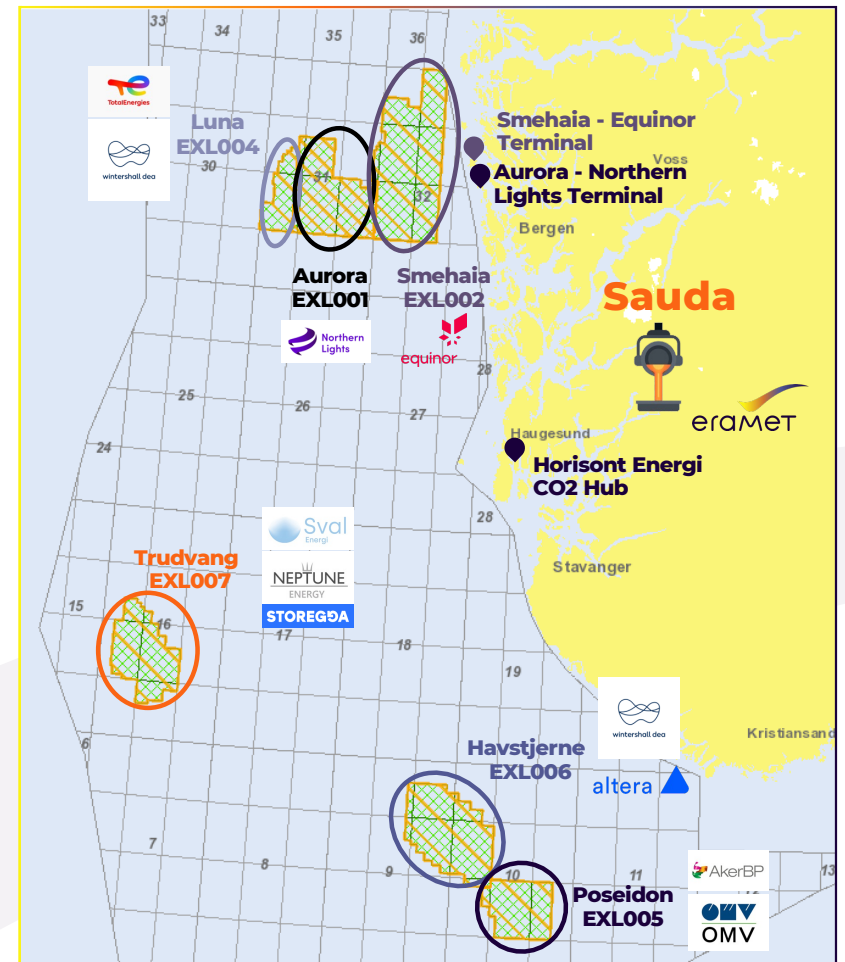 33
34
35
36
TotalEnergies
wintershall dea
Luna
EXL004
30
31
32
Smehaia - Equinor
Terminal
Voss
Aurora - Northern
Lights Terminal
Bergen
Aurora
EXL001
Smehaia
EXL002
Sauda
Northern
Lights
equinor
28
25
26
27
eramet
24
Haugesund
Horisont Energi
CO2 Hub
Sval
Energi
28
NEPTUNE
ENERGY
STOREGGA
Trudvang
EXL007
Stavanger
15
16
17
18
19
wintershall dea
Kristiansand
6
Havstjerne
EXL006
altera
7
8
9
10
11
13
AkerBP
Poseidon
EXL005
OMV
OMV